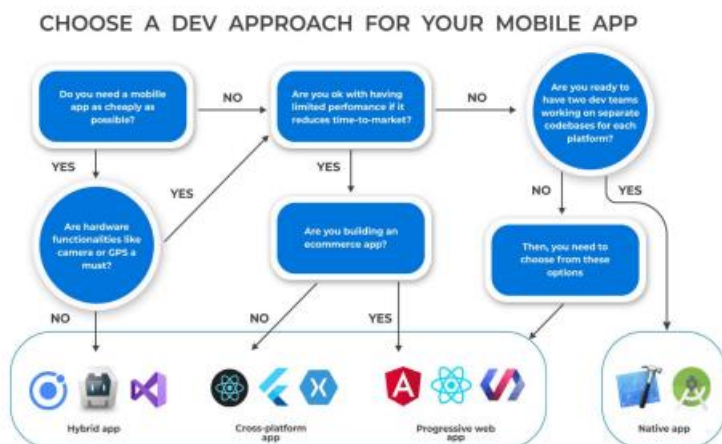 CHOOSE A DEV APPROACH FOR YOUR MOBILE APP
Do you need a mobille
app as cheaply as
possible?
NO
Are you ok with having
limited perfomance if it
reduces time-to-market?
NO
Are you ready to
have two dev teams
working on separate
codebases for each
platform?
YES
YES
YES
NO
YES
Are hardware
functionalities like
camera or GPS a
must?
Are you building an
ecommerce app?
Then, you need to
choose from these
options
NO
NO
YES
Hybrid app
Cross-platform
app
Progressive web
app
Native app